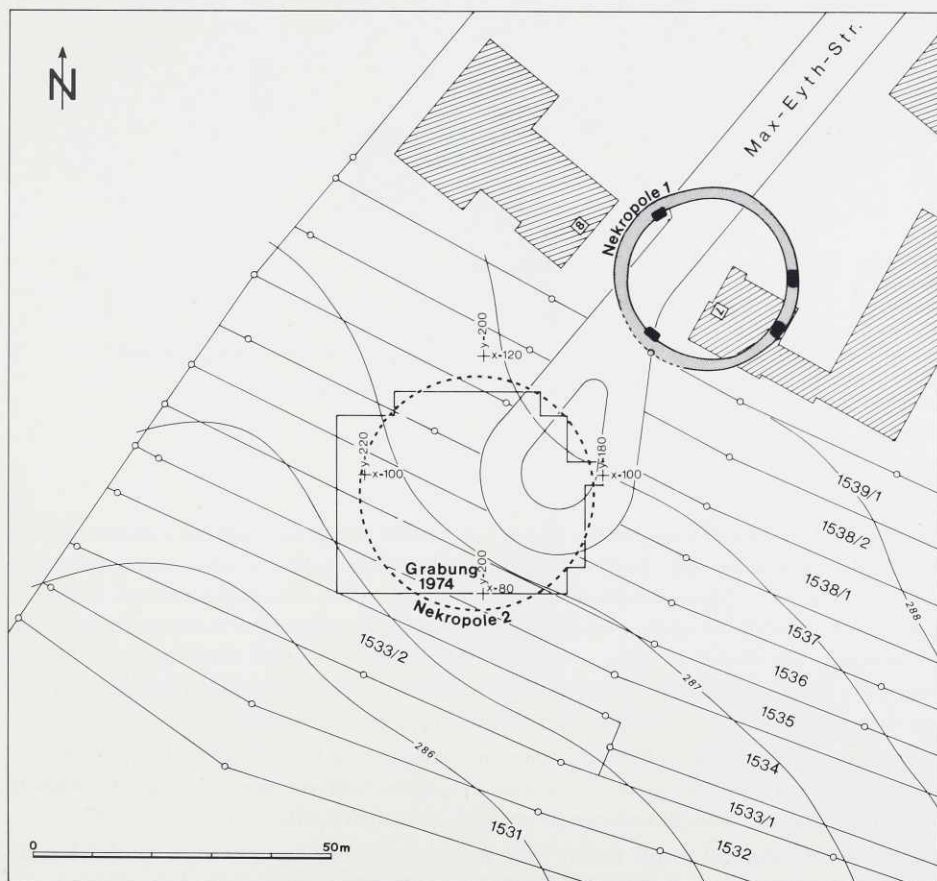 N
Max-Eyth-Str.
Nekropole 1
8
7
y-200
x-120
y-220
x-100
y-180
x-100
Grabung
1974
y-200
x-80
Nekropole 2
1539/1
1538/2
1538/1
288
1537
1536
287
1535
1534
1533/2
286
1533/1
1532
1531
0
50m